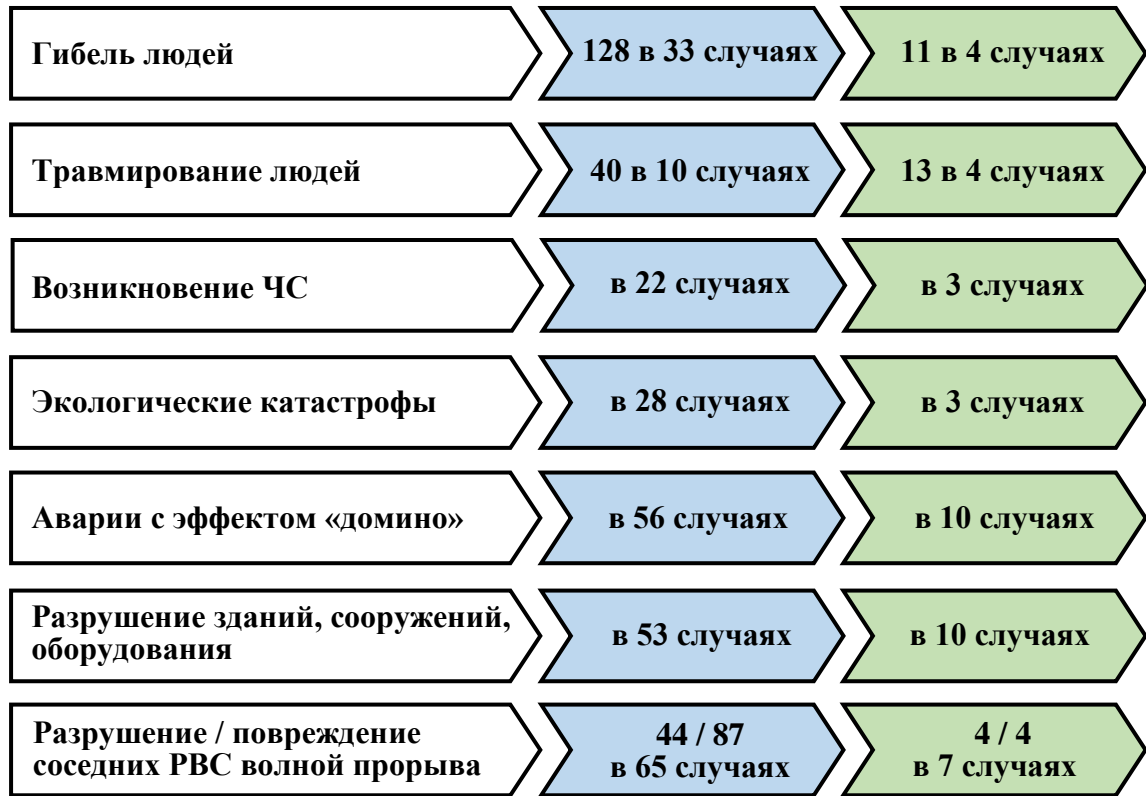 Гибель людей
128 в 33 случаях
11 в 4 случаях
Травмирование людей
40 в 10 случаях
13 в 4 случаях
Возникновение ЧС
в 22 случаях
в 3 случаях
Экологические катастрофы
в 28 случаях
в 3 случаях
Аварии с эффектом «домино»
в 56 случаях
в 10 случаях
Разрушение зданий, сооружений,
оборудования
в 53 случаях
в 10 случаях
Разрушение / повреждение
соседних РВС волной прорыва
44 / 87
в 65 случаях
4 / 4
в 7 случаях